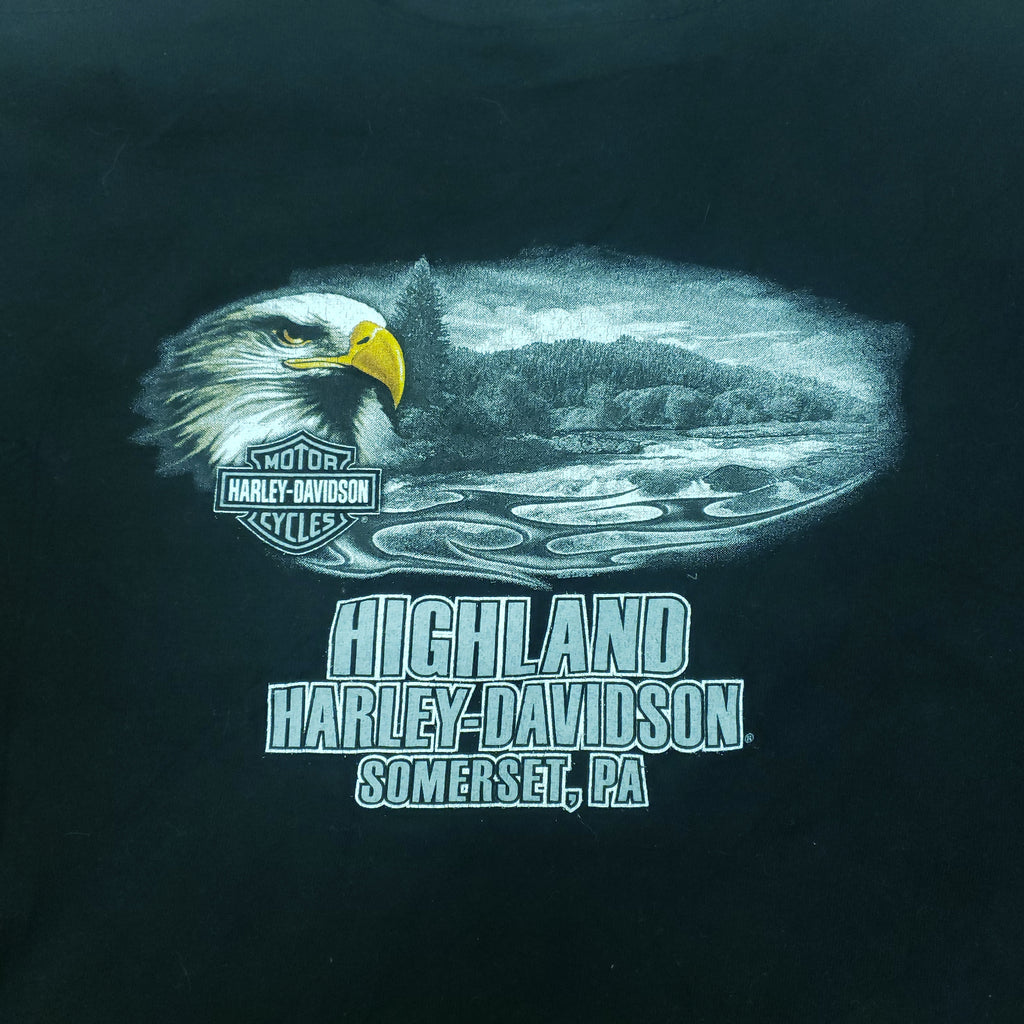 MOTOR
HARLEY-DAVIDSON
CYCLES
®
HIGHLAND
HARLEY-DAVIDSON®
SOMERSET, PA